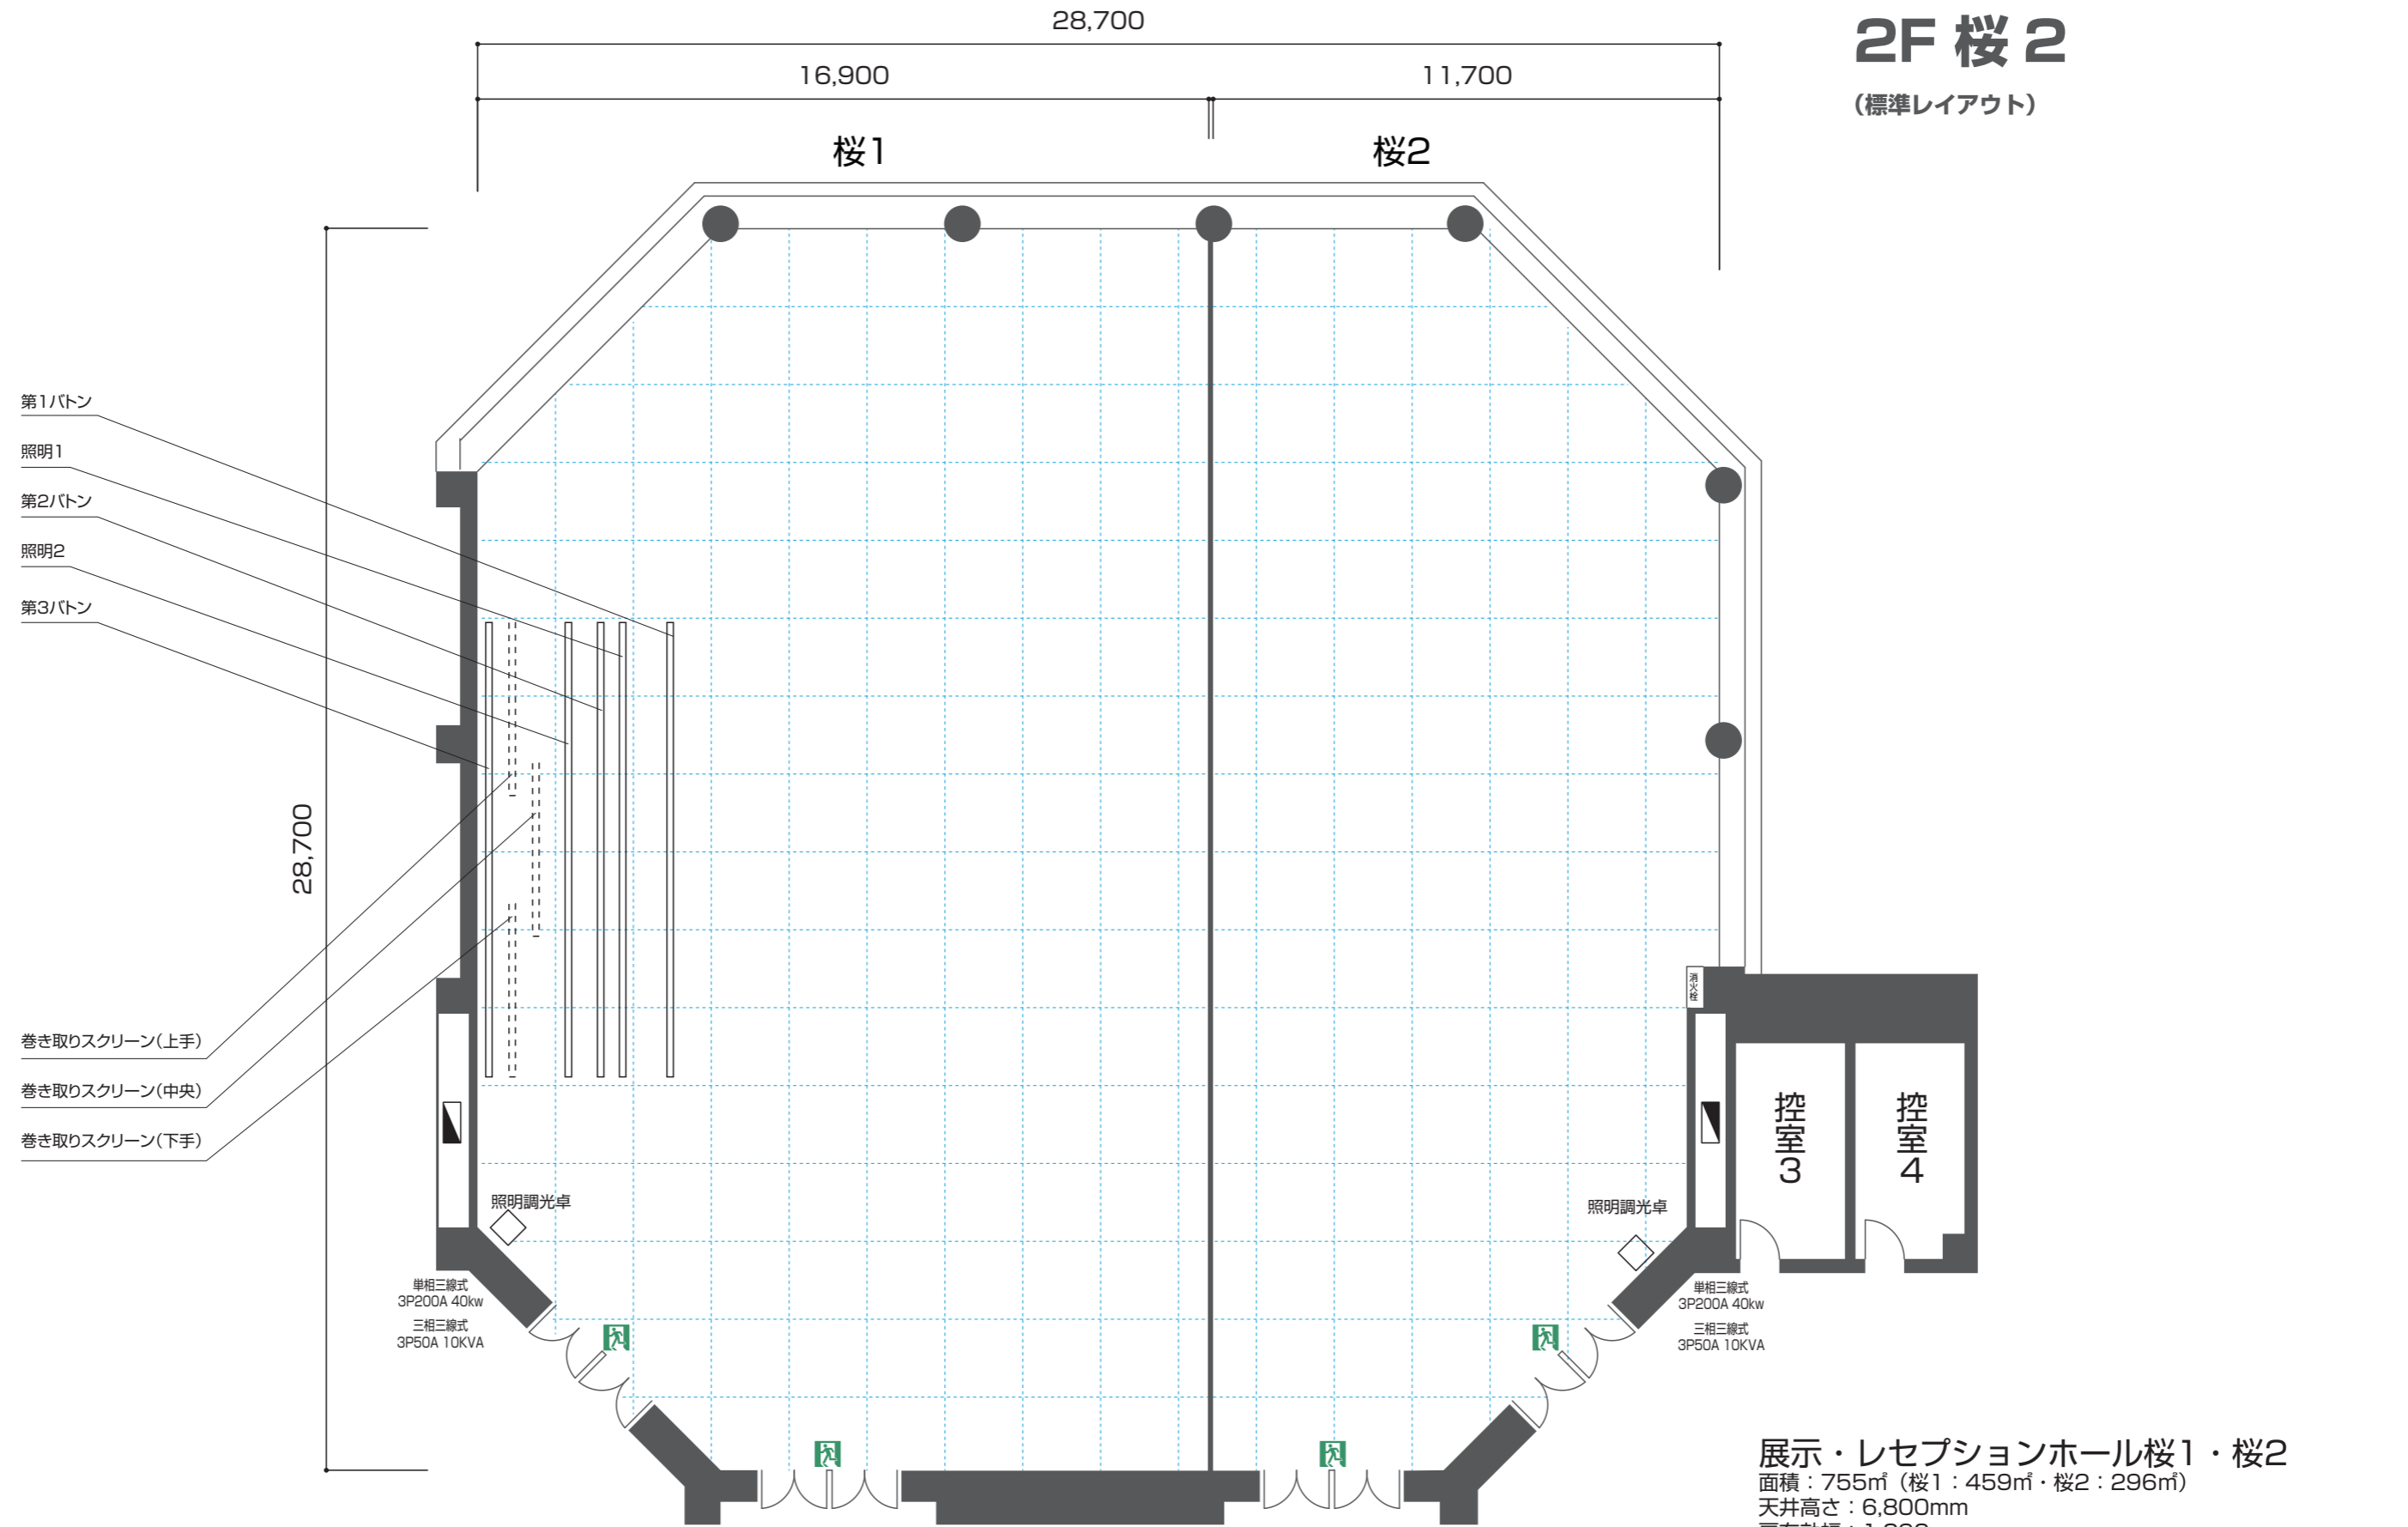 28,700
2F 桜 2
16,900
11,700
(標準レイアウト)
桜1
桜2
第1バトン
照明1
第2バトン
照明2
第3バトン
28,700
消火栓
巻き取りスクリーン(上手)
巻き取りスクリーン(中央)
巻き取りスクリーン(下手)
控室3
控室4
照明調光卓
照明調光卓
単相三線式
3P200A 40kw
三相三線式
3P50A 10KVA
単相三線式
3P200A 40kw
三相三線式
3P50A 10KVA
展示・レセプションホール桜1・桜2
面積：755㎡（桜1：459㎡・桜2：296㎡）
天井高さ：6,800mm